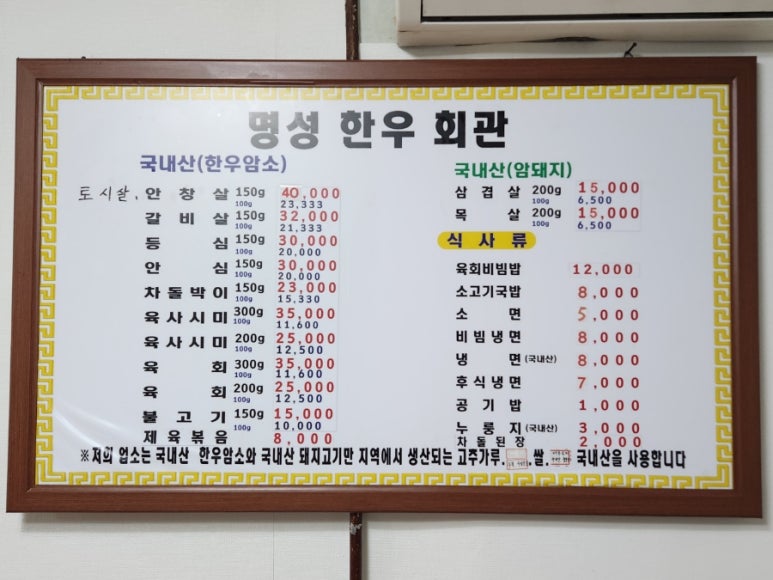 명성 한우 회관
국내산(한우암소)
토시살, 안창살 150g 40,000
100g 23,333
갈비살 150g 32,000
100g 21,333
등심 150g 30,000
100g 20,000
안심 150g 30,000
100g 20,000
차돌박이 150g 23,000
100g 15,330
육사시미 300g 35,000
100g 11,600
육사시미 200g 25,000
100g 12,500
육회 300g 35,000
100g 11,600
육회 200g 25,000
100g 12,500
불고기 150g 15,000
100g 10,000
제육볶음 8,000
국내산(암돼지)
삼겹살 200g 15,000
100g 6,500
목살 200g 15,000
100g 6,500
식사류
육회비빔밥 12,000
소고기국밥 8,000
소면 5,000
비빔냉면 8,000
냉면(국내산) 8,000
후식냉면 7,000
공기밥 1,000
누룽지(국내산) 3,000
차돌된장 2,000
※저희 업소는 국내산 한우암소와 국내산 돼지고기만 지역에서 생산되는 고추가루. .쌀. 국내산을 사용합니다